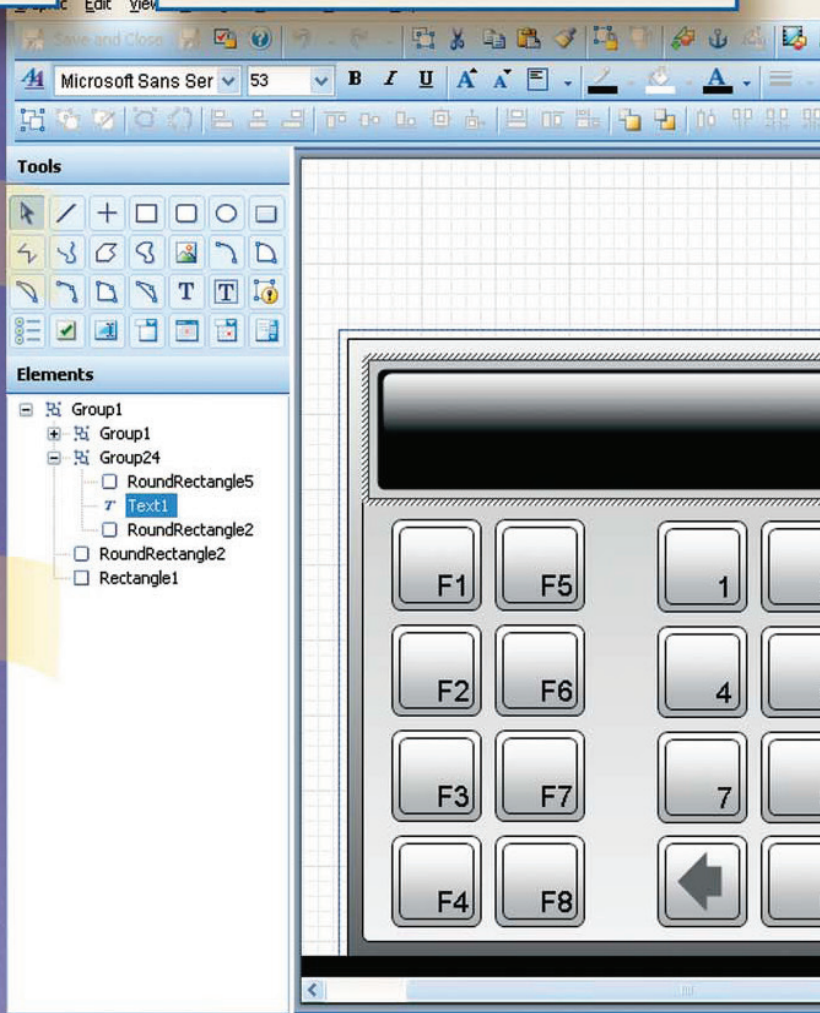 Edit View
Save and Close
Microsoft Sans Ser 53 B I U A A A
Tools
T T
Elements
Group1
Group1
Group24
RoundRectangle5
T Text1
RoundRectangle2
RoundRectangle2
Rectangle1
F1 F5 1
F2 F6 4
F3 F7 7
F4 F8